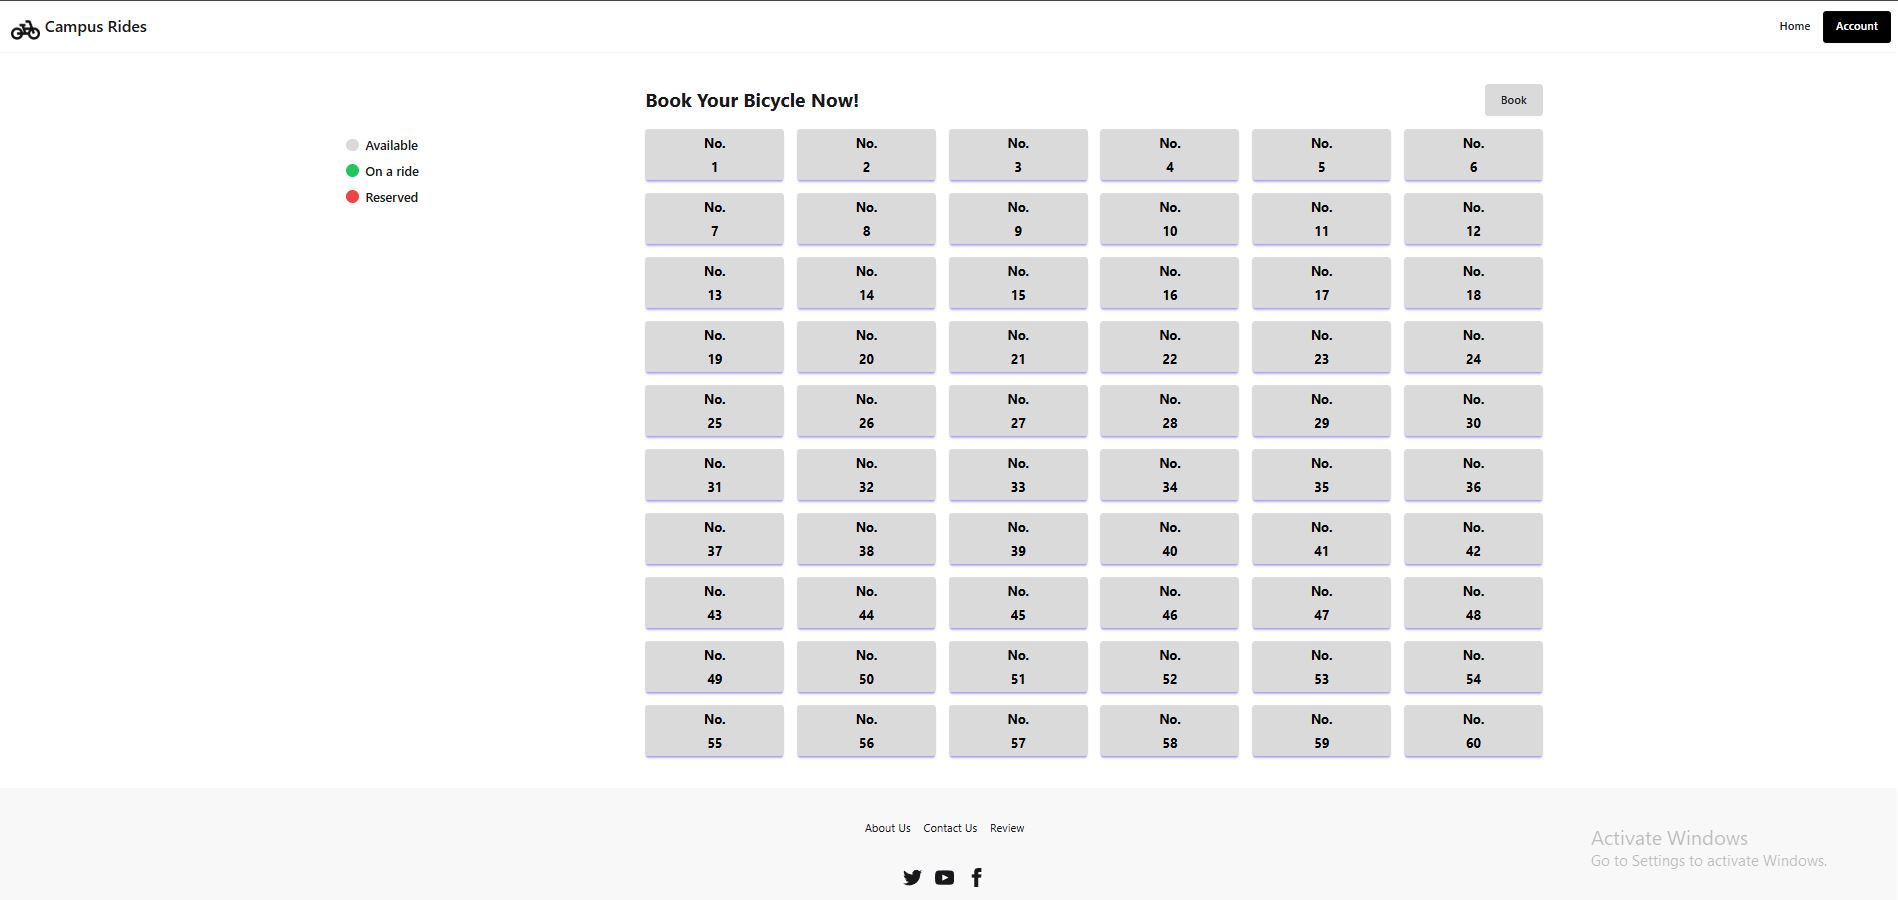 Campus Rides
Home Account
Book Your Bicycle Now!
Book
Available
On a ride
Reserved
No. No. No. No. No. No.
1 2 3 4 5 6
No. No. No. No. No. No.
7 8 9 10 11 12
No. No. No. No. No. No.
13 14 15 16 17 18
No. No. No. No. No. No.
19 20 21 22 23 24
No. No. No. No. No. No.
25 26 27 28 29 30
No. No. No. No. No. No.
31 32 33 34 35 36
No. No. No. No. No. No.
37 38 39 40 41 42
No. No. No. No. No. No.
43 44 45 46 47 48
No. No. No. No. No. No.
49 50 51 52 53 54
No. No. No. No. No. No.
55 56 57 58 59 60
About Us Contact Us Review
Activate Windows
Go to Settings to activate Windows.